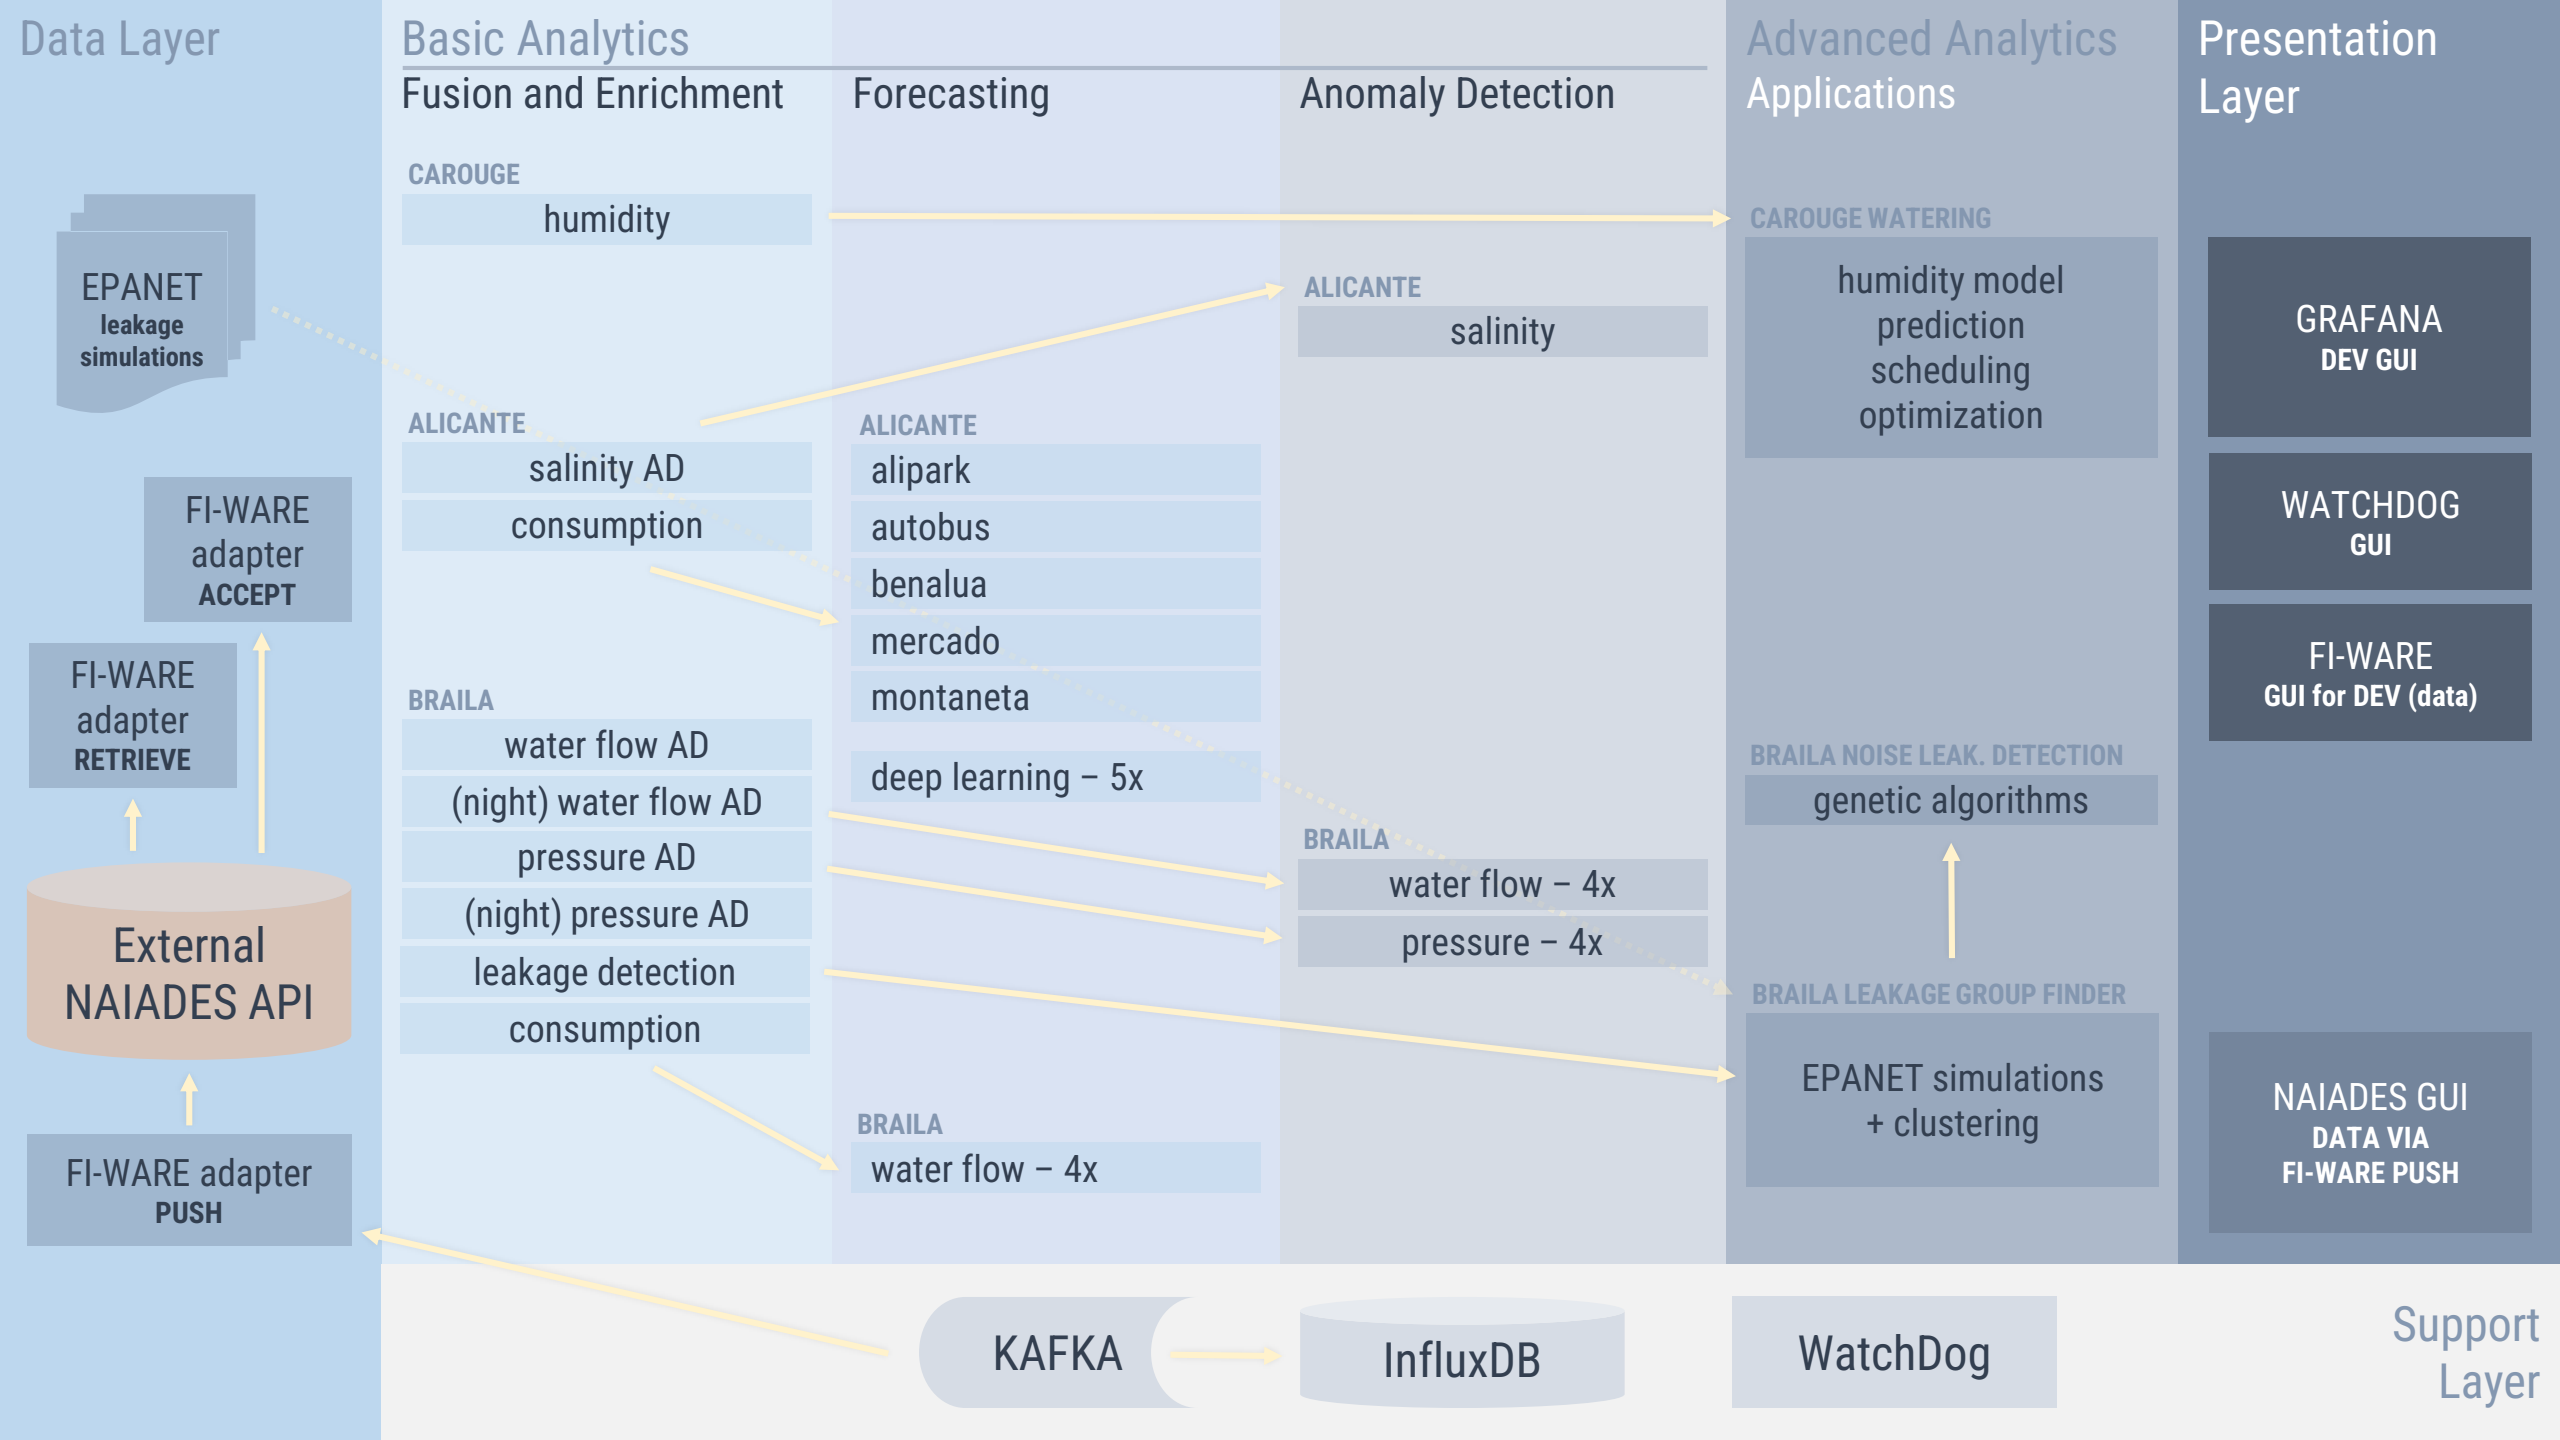 Data Layer
EPANET
leakage
simulations
FI-WARE
adapter
ACCEPT
FI-WARE
adapter
RETRIEVE
External
NAIADES API
FI-WARE adapter
PUSH
Basic Analytics
Fusion and Enrichment
CAROUGE
humidity
ALICANTE
salinity AD
consumption
BRAILA
water flow AD
(night) water flow AD
pressure AD
(night) pressure AD
leakage detection
consumption
Forecasting
ALICANTE
alipark
autobus
benalua
mercado
montaneta
deep learning – 5x
BRAILA
water flow – 4x
Anomaly Detection
ALICANTE
salinity
BRAILA
water flow – 4x
pressure – 4x
Advanced Analytics
Applications
CAROUGE WATERING
humidity model
prediction
scheduling
optimization
BRAILA NOISE LEAK. DETECTION
genetic algorithms
BRAILA LEAKAGE GROUP FINDER
EPANET simulations
+ clustering
Presentation
Layer
GRAFANA
DEV GUI
WATCHDOG
GUI
FI-WARE
GUI for DEV (data)
NAIADES GUI
DATA VIA
FI-WARE PUSH
KAFKA
InfluxDB
WatchDog
Support
Layer